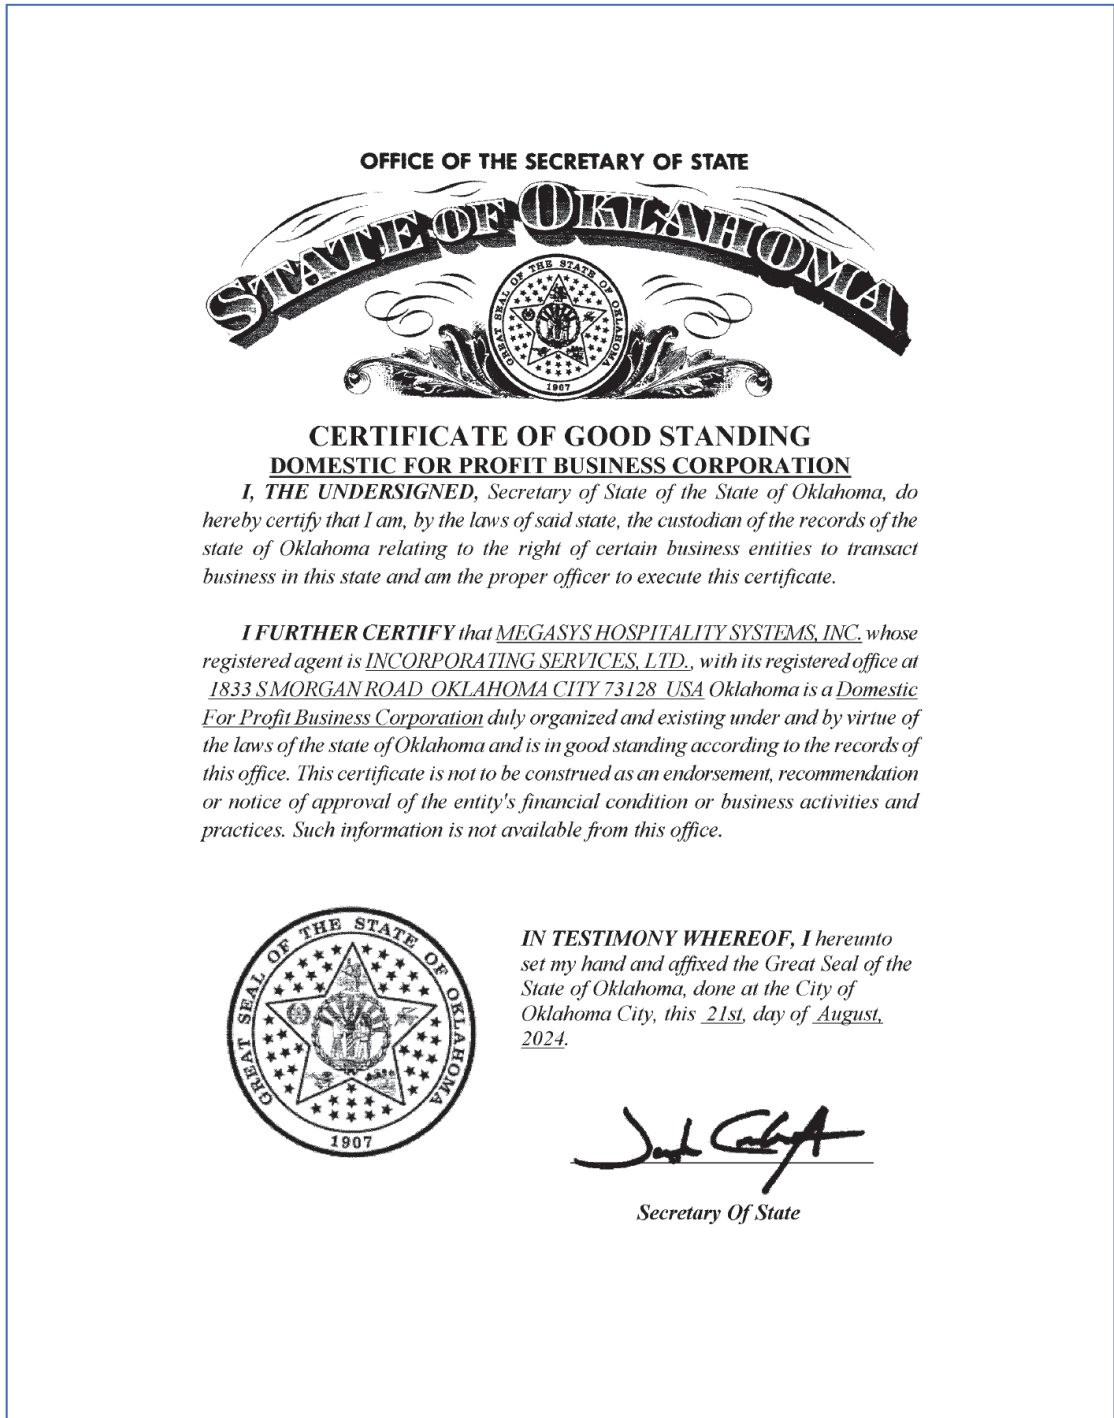 OFFICE OF THE SECRETARY OF STATE
STATE OF OKLAHOMA
GREAT SEAL OF THE STATE OF OKLAHOMA
1907
CERTIFICATE OF GOOD STANDING
DOMESTIC FOR PROFIT BUSINESS CORPORATION
I, THE UNDERSIGNED, Secretary of State of the State of Oklahoma, do
hereby certify that I am, by the laws of said state, the custodian of the records of the
state of Oklahoma relating to the right of certain business entities to transact
business in this state and am the proper officer to execute this certificate.
I FURTHER CERTIFY that MEGASYS HOSPITALITY SYSTEMS, INC. whose
registered agent is INCORPORATING SERVICES, LTD., with its registered office at
1833 S MORGAN ROAD OKLAHOMA CITY 73128 USA Oklahoma is a Domestic
For Profit Business Corporation duly organized and existing under and by virtue of
the laws of the state of Oklahoma and is in good standing according to the records of
this office. This certificate is not to be construed as an endorsement, recommendation
or notice of approval of the entity's financial condition or business activities and
practices. Such information is not available from this office.
GREAT SEAL OF THE STATE OF OKLAHOMA
1907
IN TESTIMONY WHEREOF, I hereunto
set my hand and affixed the Great Seal of the
State of Oklahoma, done at the City of
Oklahoma City, this 21st, day of August,
2024.
Secretary Of State